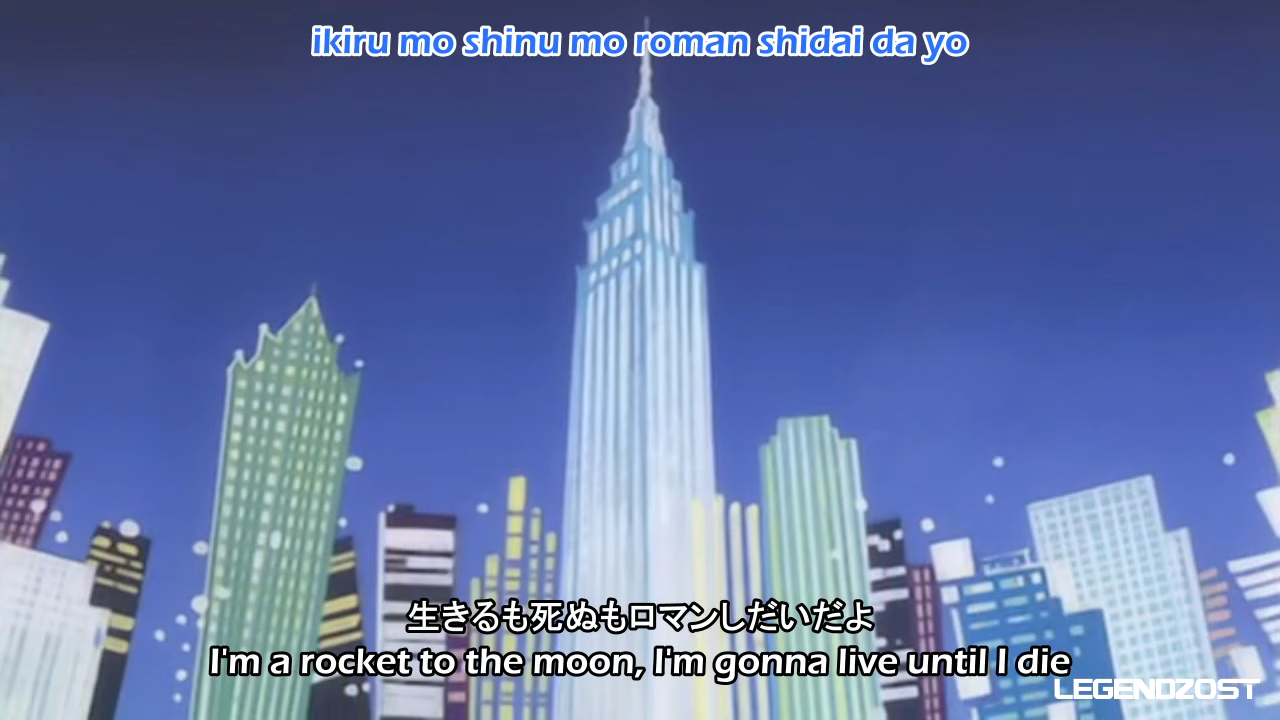 ikiru mo shinu mo roman shidai da yo
生きるも死ぬもロマンしだいだよ
I'm a rocket to the moon, I'm gonna live until I die
LEGENDZOST